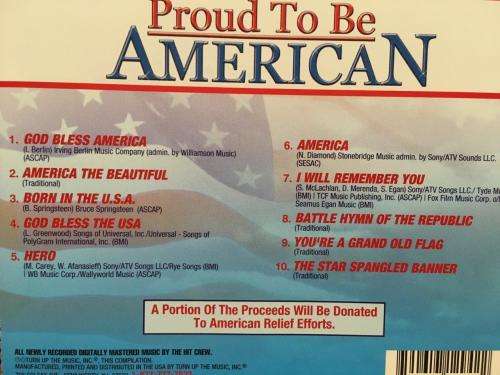 Proud To Be
AMERICAN
1. GOD BLESS AMERICA
(I. Berlin) Irving Berlin Music Company (admin. by Williamson Music)
(ASCAP)
2. AMERICA THE BEAUTIFUL
(Traditional)
3. BORN IN THE U.S.A.
(B. Springsteen) Bruce Springsteen (ASCAP)
4. GOD BLESS THE USA
(L. Greenwood) Songs of Universal, Inc./Universal - Songs of
PolyGram International, Inc. (BMI)
5. HERO
(M. Carey, W. Afanasieff) Sony/ATV Songs LLC/Rye Songs (BMI)
| WB Music Corp./Wallyworld Music (ASCAP)
6. AMERICA
(N. Diamond) Stonebridge Music admin. by Sony/ATV Sounds LLC.
(SESAC)
7. I WILL REMEMBER YOU
(S. McLachlan, D. Merenda, S. Egan) Sony/ATV Songs LLC./ Tyde M
(BMI) | TCF Music Publishing, Inc. (ASCAP) | Fox Film Music Corp. o/
Seamus Egan Music (BMI)
8. BATTLE HYMN OF THE REPUBLIC
(Traditional)
9. YOU'RE A GRAND OLD FLAG
(Traditional)
10. THE STAR SPANGLED BANNER
(Traditional)
A Portion Of The Proceeds Will Be Donated
To American Relief Efforts.
ALL NEWLY RECORDED DIGITALLY MASTERED MUSIC BY THE HIT CREW.
TURN UP THE MUSIC, INC. THIS COMPILATION.
MANUFACTURED, PRINTED AND DISTRIBUTED IN THE USA BY TURN UP THE MUSIC, INC.